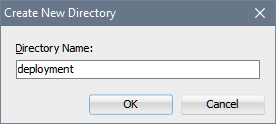 Create New Directory
Directory Name:
deployment
OK
Cancel